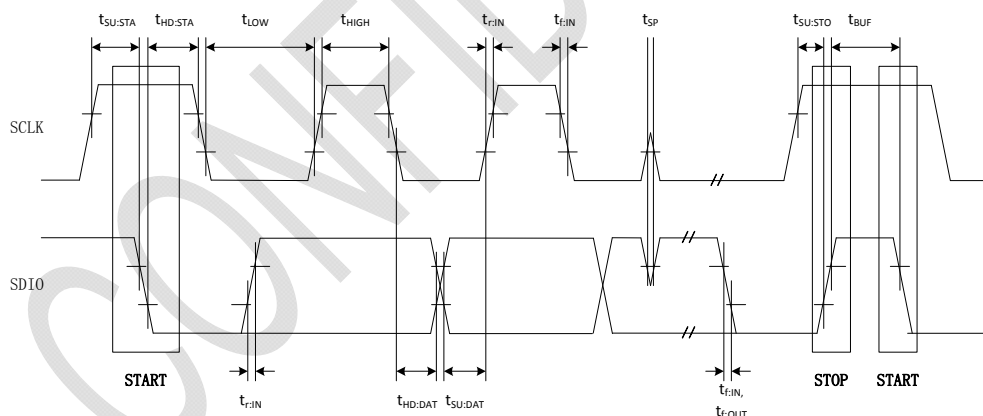 tSU:STA tHD:STA tLOW tHIGH tr:IN tf:IN tSP tSU:STO tBUF
SCLK
SDIO
START STOP START
tr:IN tHD:DAT tSU:DAT tf:IN,
tf:OUT
CONFID